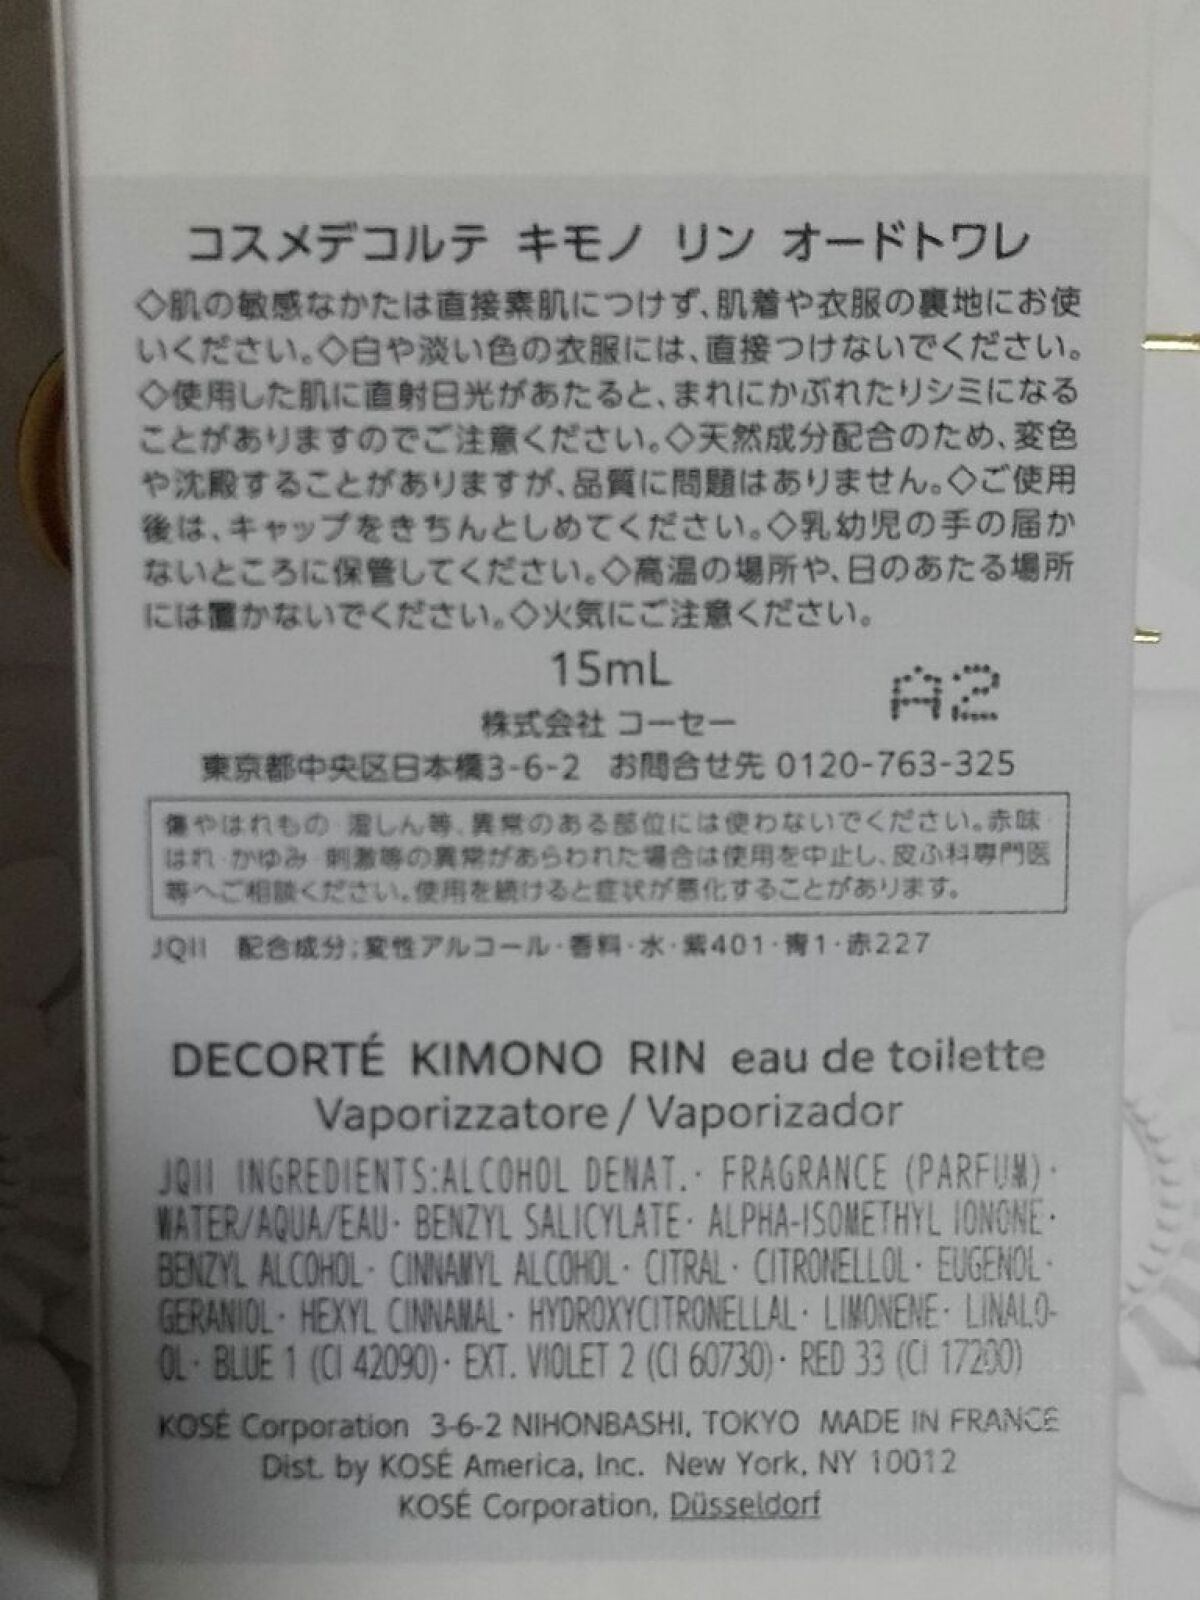 コスメデコルテ キモノ リン オードトワレ
◇肌の敏感なかたは直接素肌につけず、肌着や衣服の裏地にお使
いください。◇白や淡い色の衣服には、直接つけないでください。
◇使用した肌に直射日光があたると、まれにかぶれたりシミになる
ことがありますのでご注意ください。◇天然成分配合のため、変色
や沈殿することがありますが、品質に問題はありません。◇ご使用
後は、キャップをきちんとしめてください。◇乳幼児の手の届か
ないところに保管してください。◇高温の場所や、日のあたる場所
には置かないでください。◇火気にご注意ください。
15mL
A2
株式会社 コーセー
東京都中央区日本橋3-6-2 お問合せ先 0120-763-325
傷やはれもの・湿しん等、異常のある部位には使わないでください。赤味・
はれ・かゆみ・刺激等の異常があらわれた場合は使用を中止し、皮ふ科専門医
等へご相談ください。使用を続けると症状が悪化することがあります。
JQII 配合成分;変性アルコール・香料・水・紫401・青1・赤227
DECORTÉ KIMONO RIN eau de toilette
Vaporizzatore / Vaporizador
JQII INGREDIENTS:ALCOHOL DENAT.・ FRAGRANCE (PARFUM)・
WATER/AQUA/EAU・ BENZYL SALICYLATE・ ALPHA-ISOMETHYL IONONE・
BENZYL ALCOHOL・ CINNAMYL ALCOHOL・ CITRAL・ CITRONELLOL・ EUGENOL・
GERANIOL・ HEXYL CINNAMAL・ HYDROXYCITRONELLAL・ LIMONENE・ LINALO-
OL・ BLUE 1 (CI 42090)・ EXT. VIOLET 2 (CI 60730)・ RED 33 (CI 17200)
KOSÉ Corporation 3-6-2 NIHONBASHI, TOKYO MADE IN FRANCE
Dist. by KOSÉ America, Inc. New York, NY 10012
KOSÉ Corporation, Düsseldorf